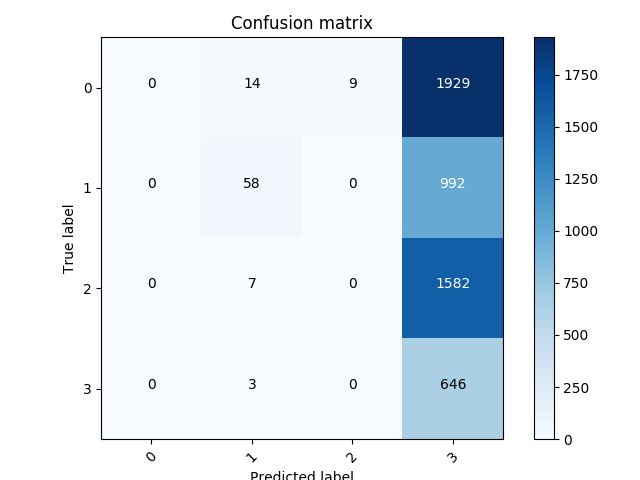 Confusion matrix
True label
0 0 14 9 1929
1 0 58 0 992
2 0 7 0 1582
3 0 3 0 646
0 1 2 3
Predicted label
1750
1500
1250
1000
750
500
250
0